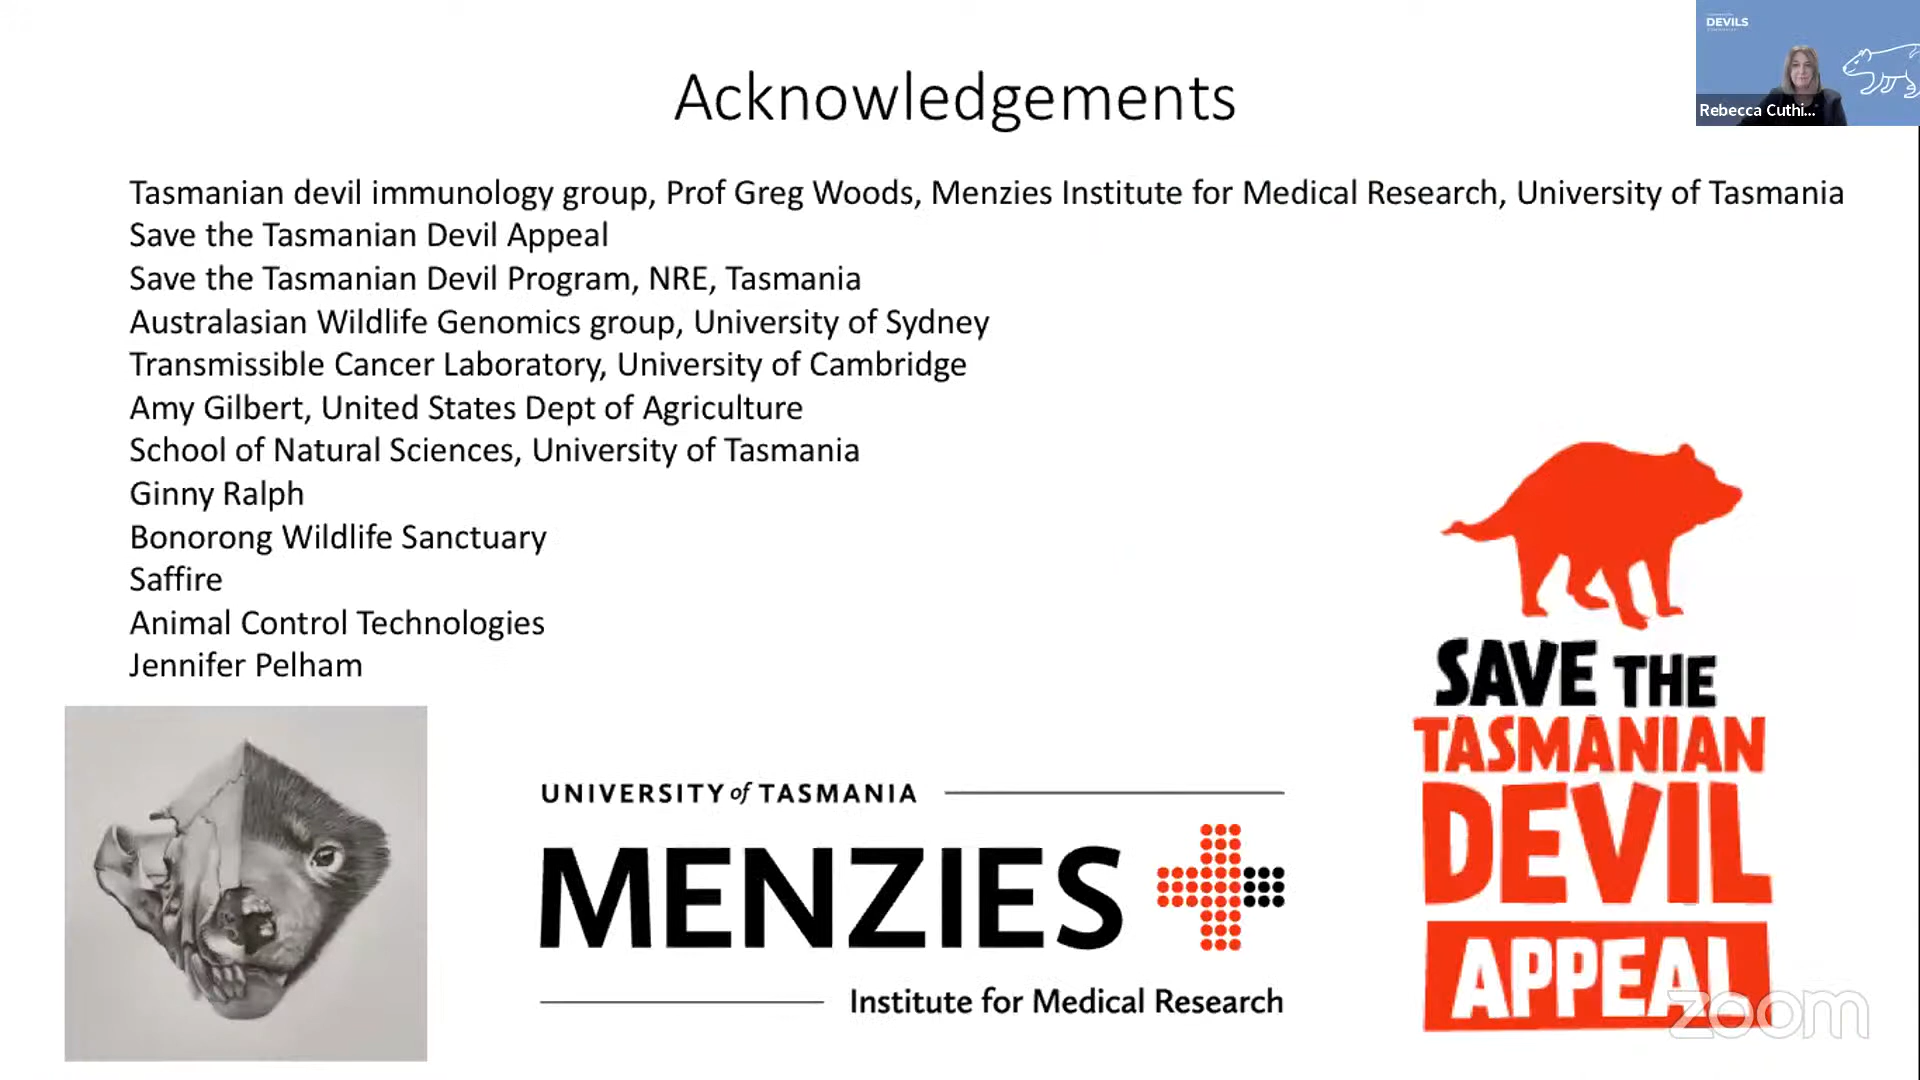 DEVILS
Rebecca Cuthi...
Acknowledgements
Tasmanian devil immunology group, Prof Greg Woods, Menzies Institute for Medical Research, University of Tasmania
Save the Tasmanian Devil Appeal
Save the Tasmanian Devil Program, NRE, Tasmania
Australasian Wildlife Genomics group, University of Sydney
Transmissible Cancer Laboratory, University of Cambridge
Amy Gilbert, United States Dept of Agriculture
School of Natural Sciences, University of Tasmania
Ginny Ralph
Bonorong Wildlife Sanctuary
Saffire
Animal Control Technologies
Jennifer Pelham
UNIVERSITY of TASMANIA
MENZIES
Institute for Medical Research
SAVE THE
TASMANIAN
DEVIL
APPEAL
zoom